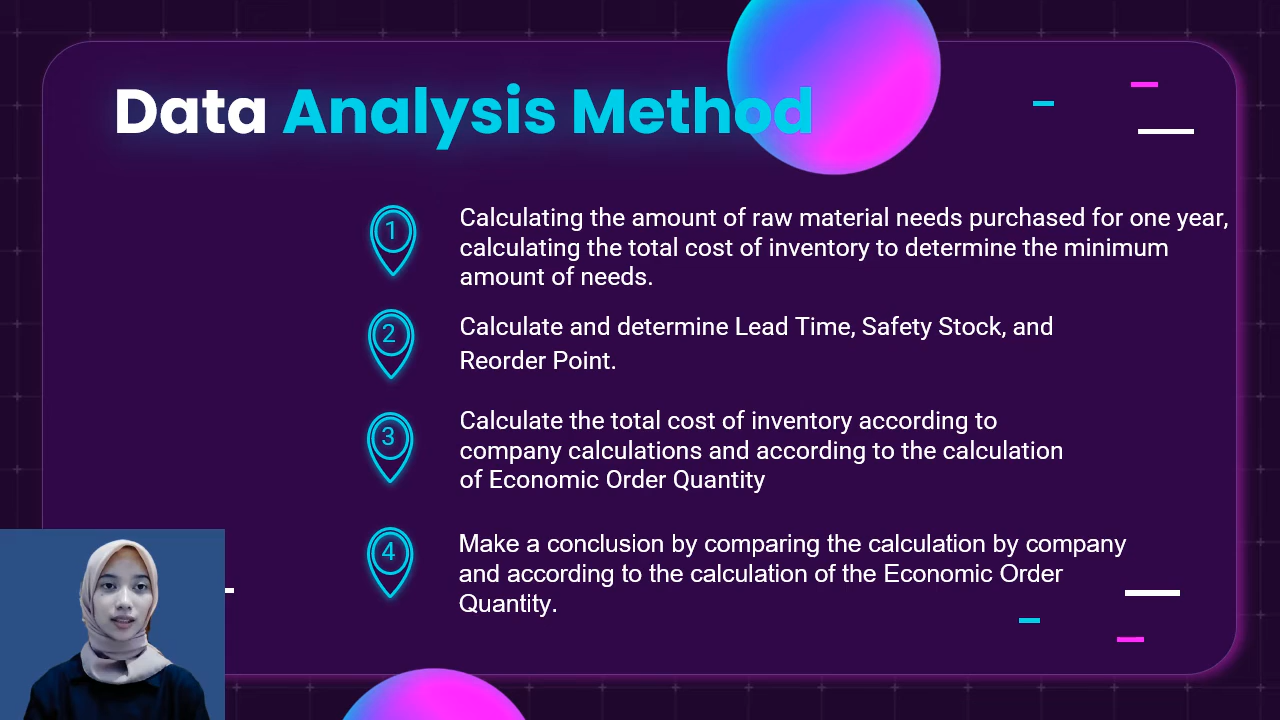 Data Analysis Method
1
Calculating the amount of raw material needs purchased for one year,
calculating the total cost of inventory to determine the minimum
amount of needs.
2
Calculate and determine Lead Time, Safety Stock, and
Reorder Point.
3
Calculate the total cost of inventory according to
company calculations and according to the calculation
of Economic Order Quantity
4
Make a conclusion by comparing the calculation by company
and according to the calculation of the Economic Order
Quantity.